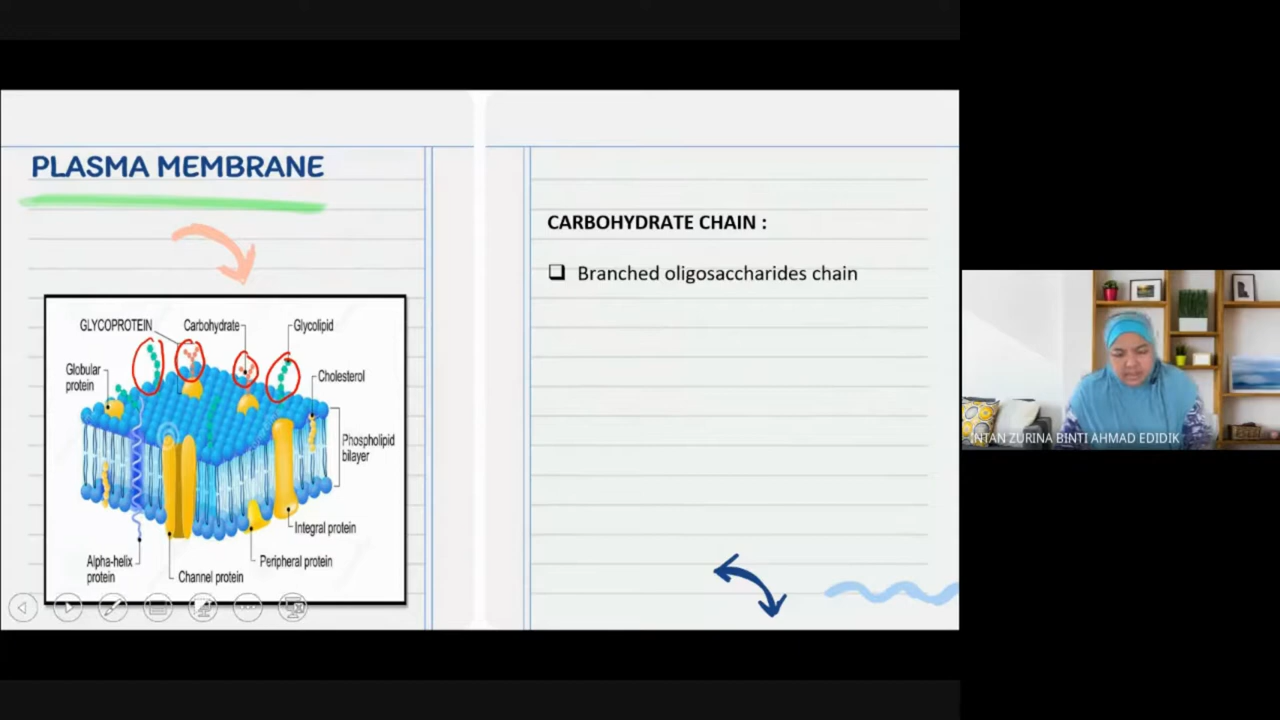 PLASMA MEMBRANE
GLYCOPROTEIN
Carbohydrate
Glycolipid
Globular
protein
Cholesterol
Phospholipid
bilayer
Integral protein
Alpha-helix
protein
Channel protein
Peripheral protein
CARBOHYDRATE CHAIN :
Branched oligosaccharides chain
INTAN ZURINA BINTI AHMAD EDIDIK